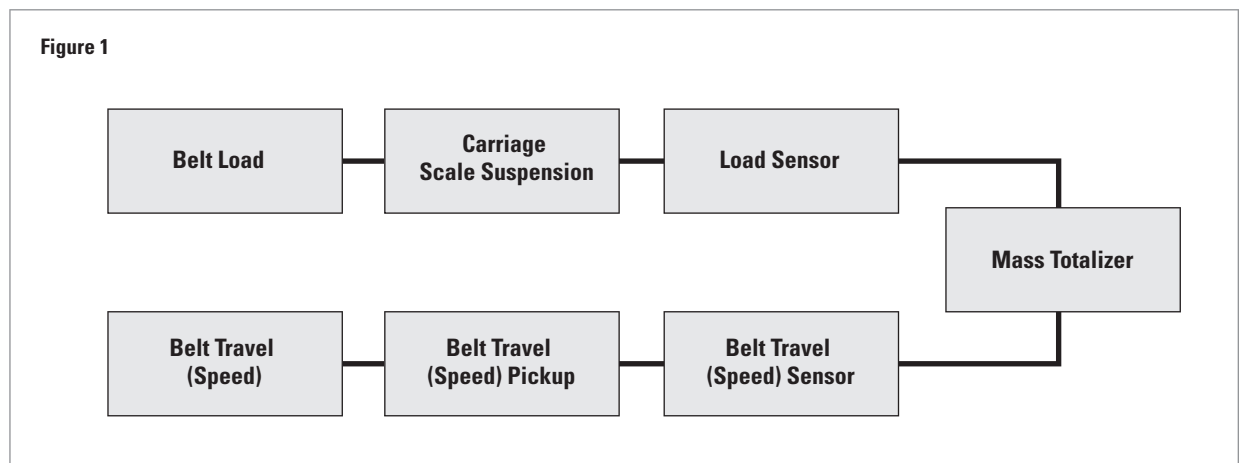 Figure 1
Belt Load
Carriage
Scale Suspension
Load Sensor
Mass Totalizer
Belt Travel
(Speed)
Belt Travel
(Speed) Pickup
Belt Travel
(Speed) Sensor